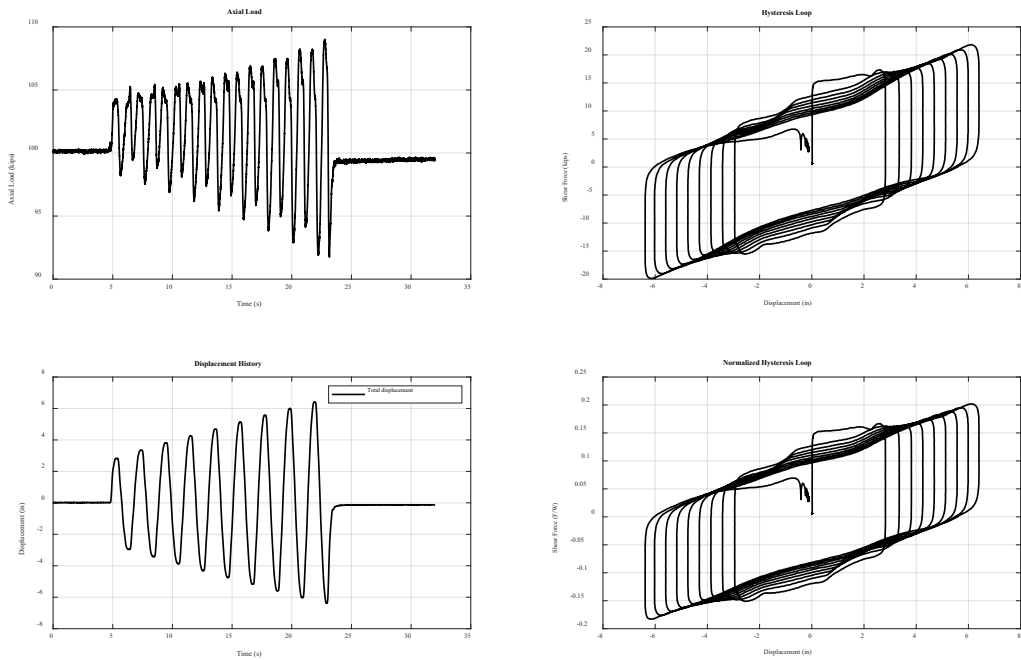 Axial Load
110
105
100
95
90
Axial Load (kips)
0 5 10 15 20 25 30 35
Time (s)
Hysteresis Loop
25
20
15
10
5
0
-5
-10
-15
-20
Shear Force(kips)
-8 -6 -4 -2 0 2 4 6 8
Displacement (in)
Displacement History
8
6
4
2
0
-2
-4
-6
-8
Displacement (in)
Total displacement
0 5 10 15 20 25 30 35
Time (s)
Normalized Hysteresis Loop
0.25
0.2
0.15
0.1
0.05
0
-0.05
-0.1
-0.15
-0.2
Shear Force (F/W)
-8 -6 -4 -2 0 2 4 6 8
Displacement (in)